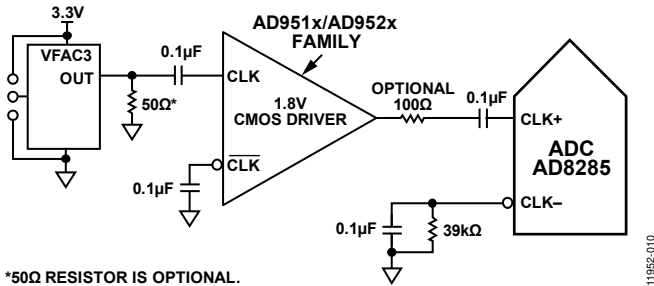 3.3V
VFAC3
OUT
0.1µF
50Ω*
AD951x/AD952x
FAMILY
CLK
1.8V
CMOS DRIVER
CLK
0.1µF
OPTIONAL
100Ω
0.1µF
CLK+
ADC
AD8285
CLK–
0.1µF
39kΩ
*50Ω RESISTOR IS OPTIONAL.
11952-010